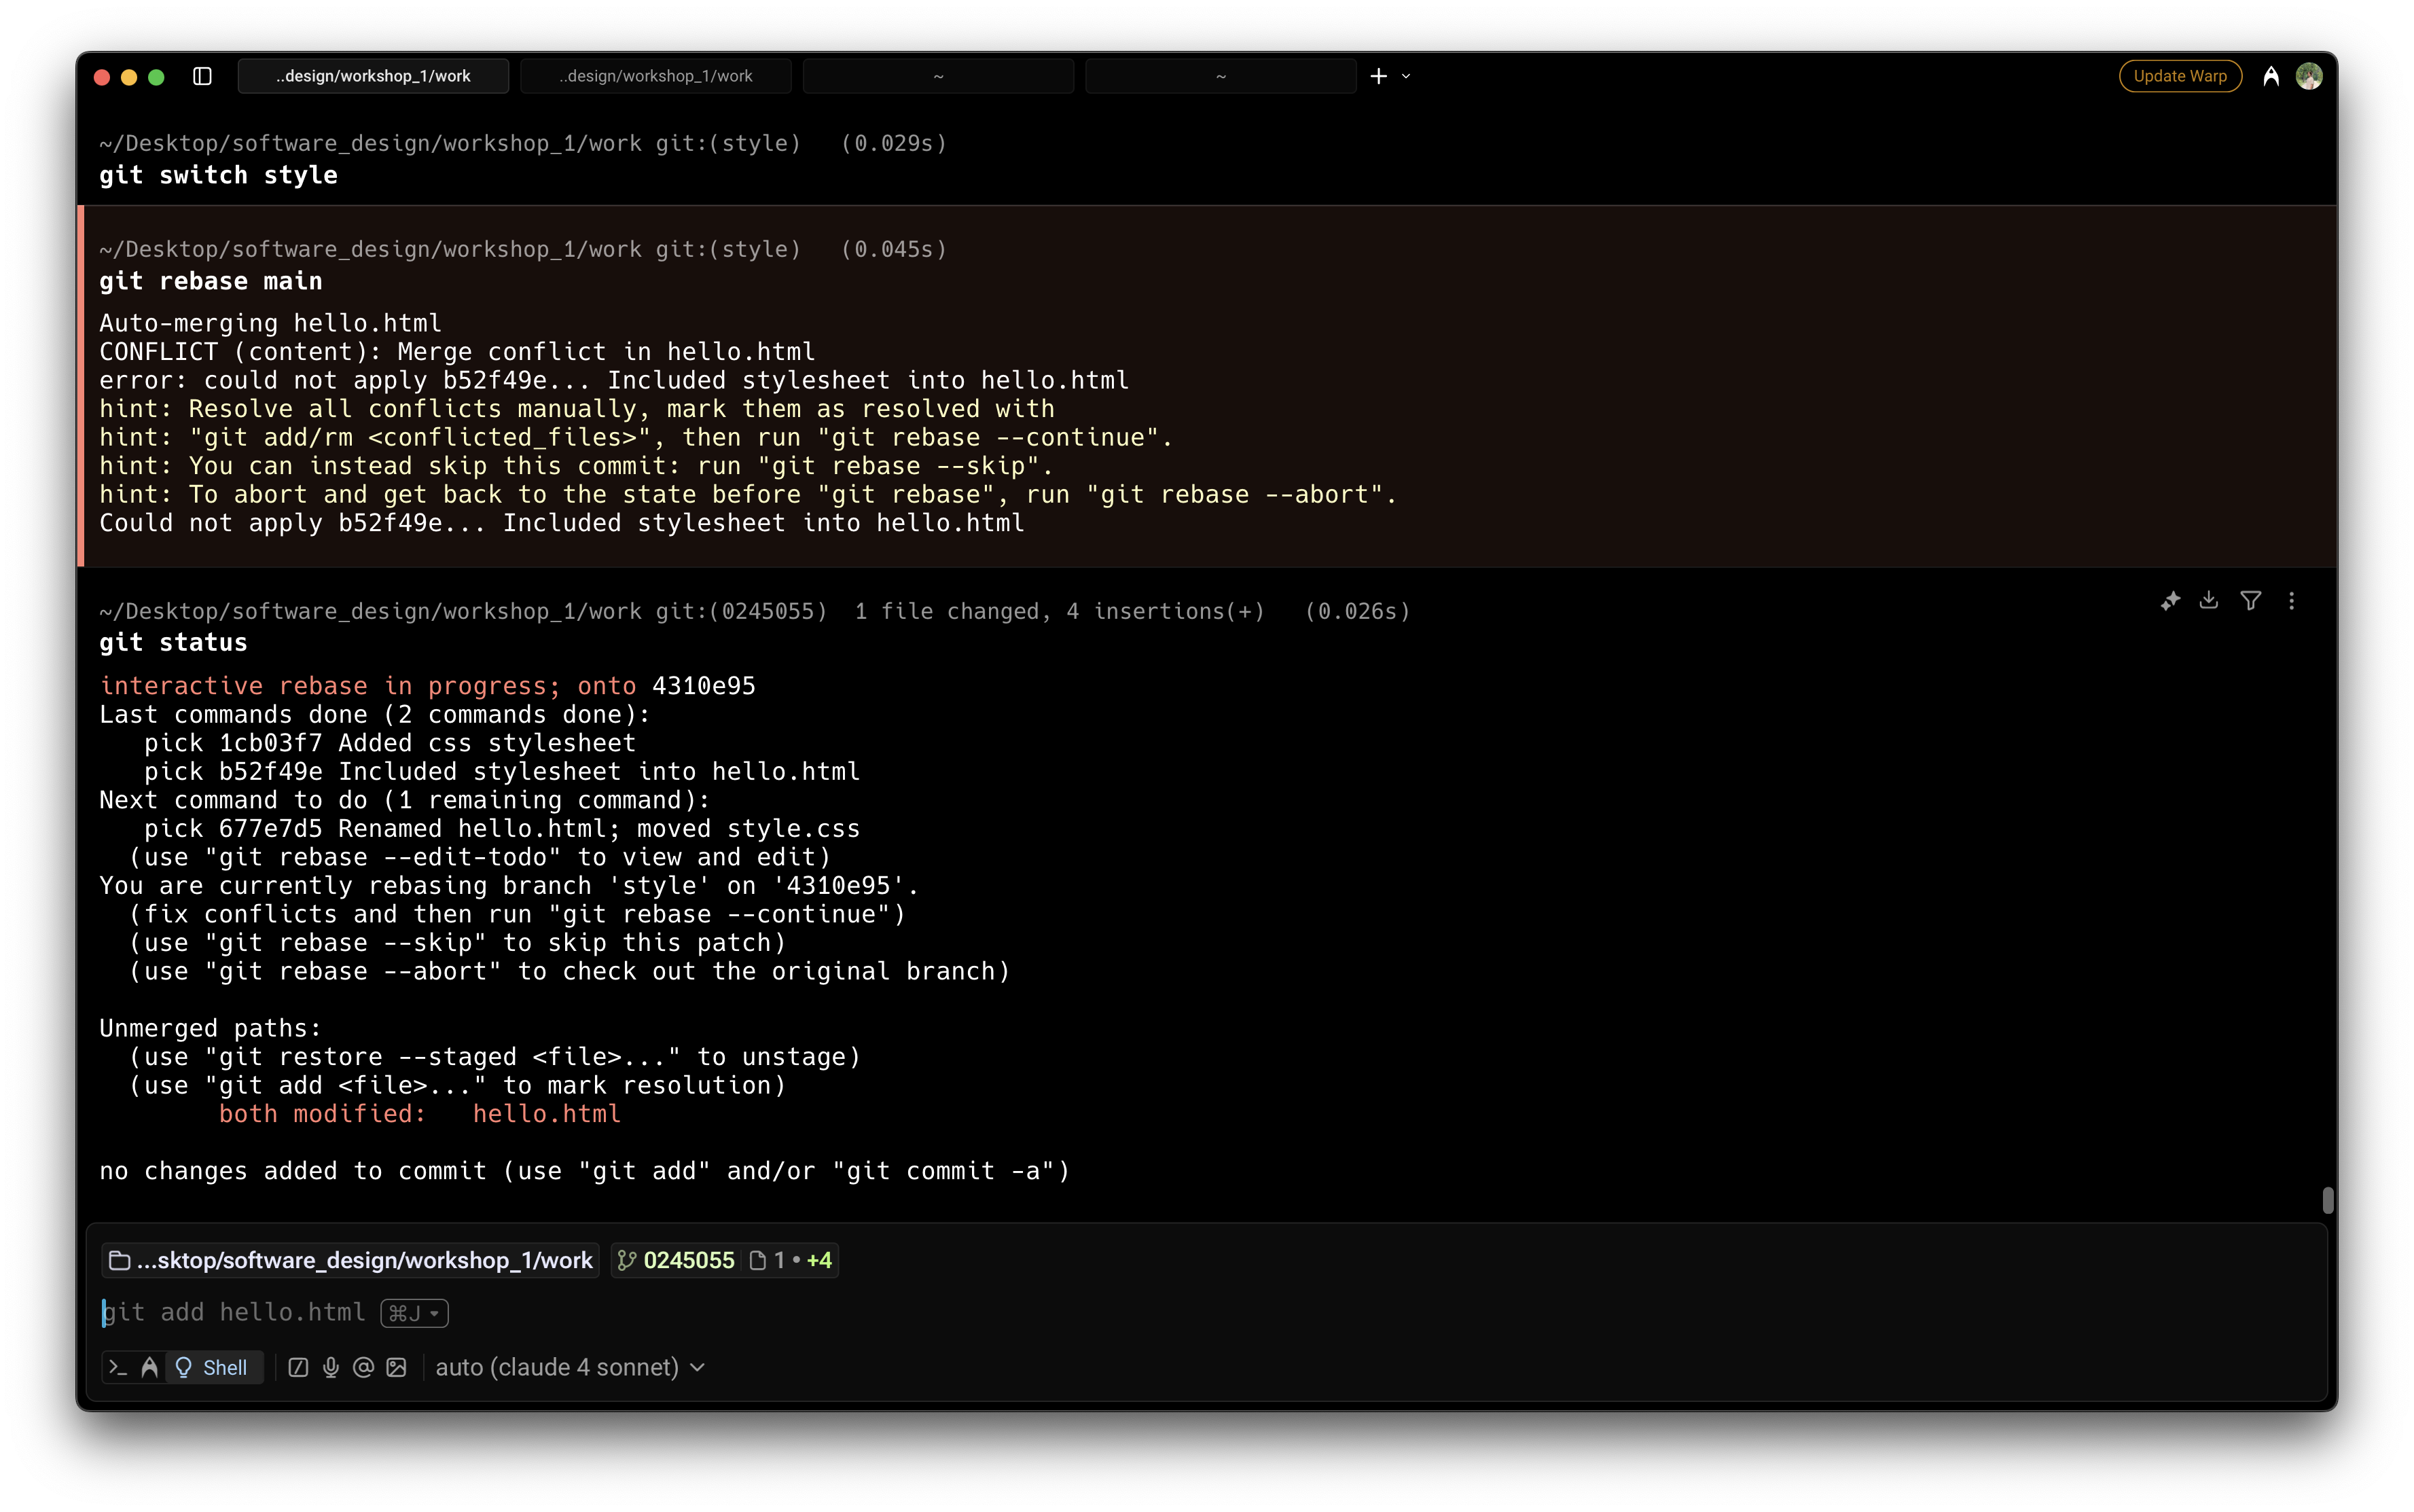 ..design/workshop_1/work
..design/workshop_1/work
~
~
Update Warp
~/Desktop/software_design/workshop_1/work git:(style)   (0.029s)
git switch style
~/Desktop/software_design/workshop_1/work git:(style)   (0.045s)
git rebase main
Auto-merging hello.html
CONFLICT (content): Merge conflict in hello.html
error: could not apply b52f49e... Included stylesheet into hello.html
hint: Resolve all conflicts manually, mark them as resolved with
hint: "git add/rm <conflicted_files>", then run "git rebase --continue".
hint: You can instead skip this commit: run "git rebase --skip".
hint: To abort and get back to the state before "git rebase", run "git rebase --abort".
Could not apply b52f49e... Included stylesheet into hello.html
~/Desktop/software_design/workshop_1/work git:(0245055)  1 file changed, 4 insertions(+)   (0.026s)
git status
interactive rebase in progress; onto 4310e95
Last commands done (2 commands done):
   pick 1cb03f7 Added css stylesheet
   pick b52f49e Included stylesheet into hello.html
Next command to do (1 remaining command):
   pick 677e7d5 Renamed hello.html; moved style.css
  (use "git rebase --edit-todo" to view and edit)
You are currently rebasing branch 'style' on '4310e95'.
  (fix conflicts and then run "git rebase --continue")
  (use "git rebase --skip" to skip this patch)
  (use "git rebase --abort" to check out the original branch)
Unmerged paths:
  (use "git restore --staged <file>..." to unstage)
  (use "git add <file>..." to mark resolution)
        both modified:   hello.html
no changes added to commit (use "git add" and/or "git commit -a")
...sktop/software_design/workshop_1/work 0245055 1 • +4
git add hello.html ⌘J
Shell auto (claude 4 sonnet)